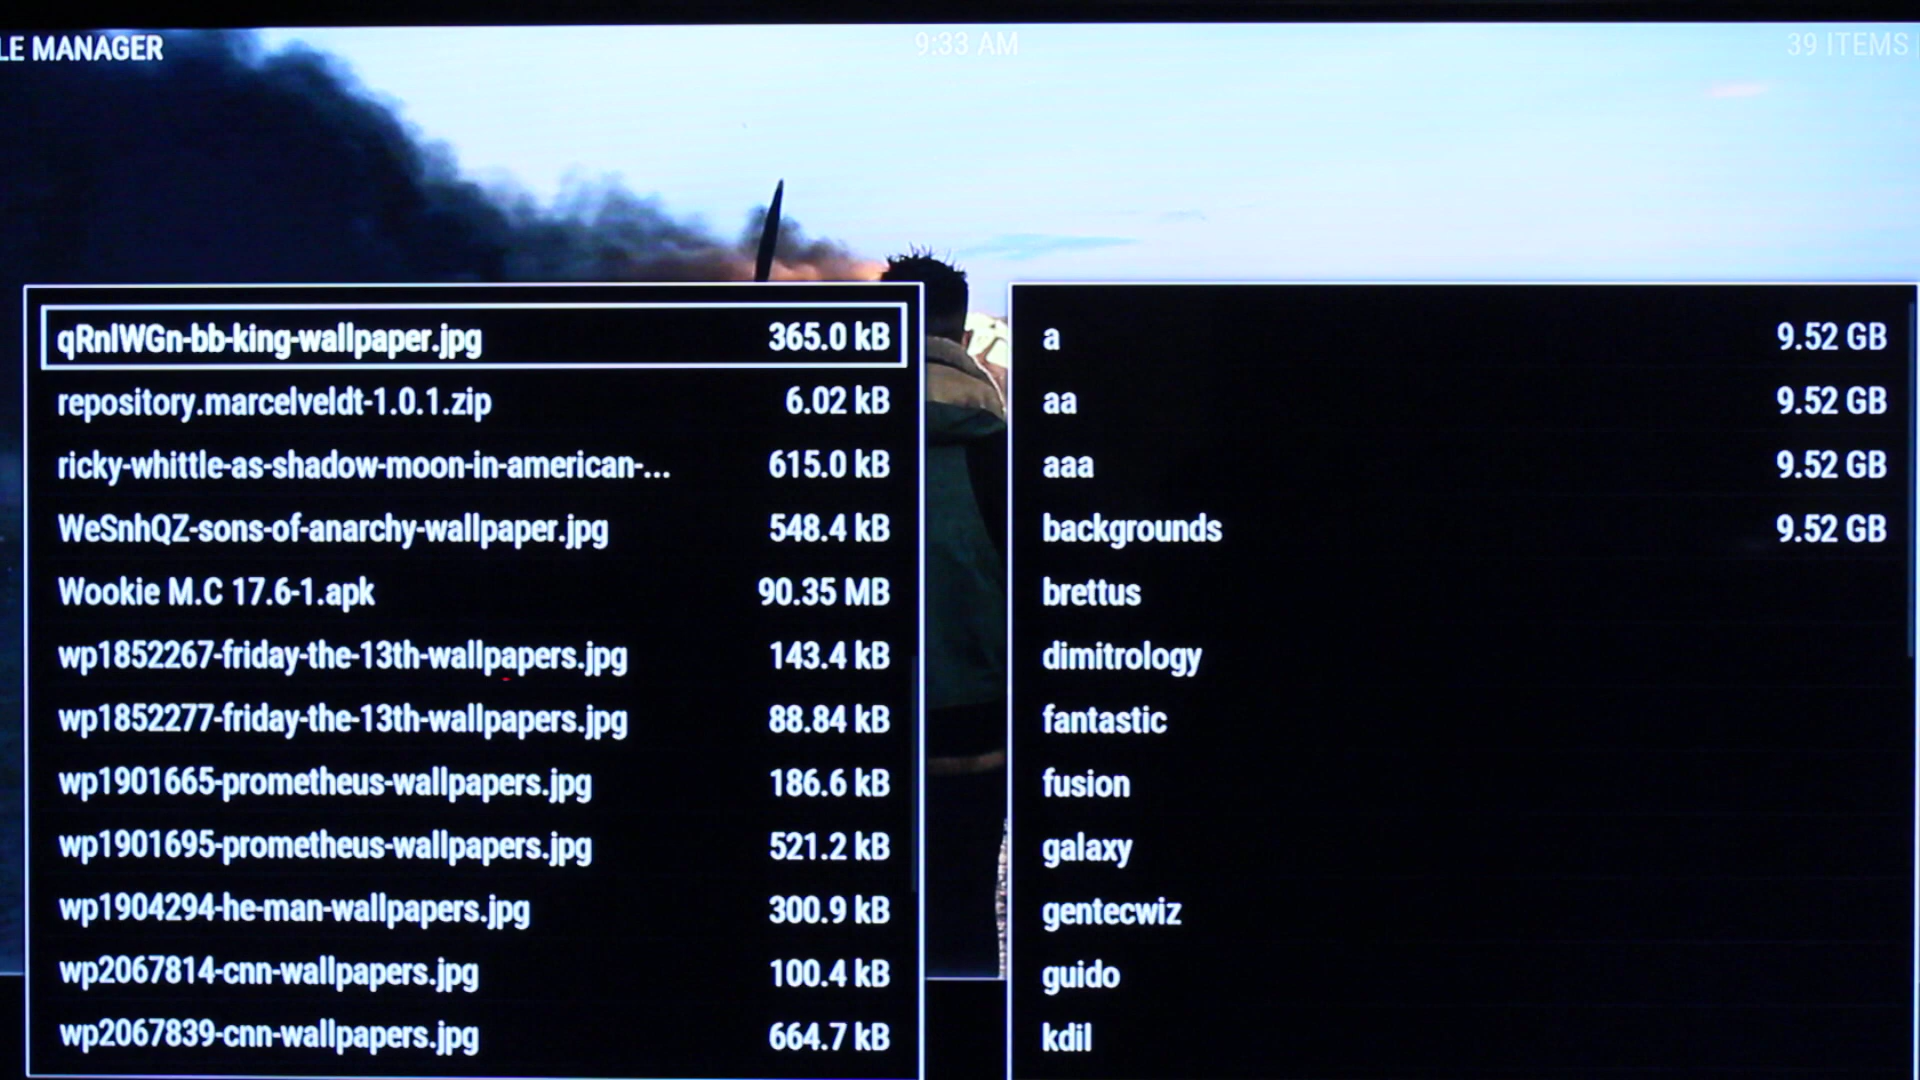 LE MANAGER
9:33 AM
39 ITEMS
qRnlWGn-bb-king-wallpaper.jpg 365.0 kB
repository.marcelveldt-1.0.1.zip 6.02 kB
ricky-whittle-as-shadow-moon-in-american-... 615.0 kB
WeSnhQZ-sons-of-anarchy-wallpaper.jpg 548.4 kB
Wookie M.C 17.6-1.apk 90.35 MB
wp1852267-friday-the-13th-wallpapers.jpg 143.4 kB
wp1852277-friday-the-13th-wallpapers.jpg 88.84 kB
wp1901665-prometheus-wallpapers.jpg 186.6 kB
wp1901695-prometheus-wallpapers.jpg 521.2 kB
wp1904294-he-man-wallpapers.jpg 300.9 kB
wp2067814-cnn-wallpapers.jpg 100.4 kB
wp2067839-cnn-wallpapers.jpg 664.7 kB
a 9.52 GB
aa 9.52 GB
aaa 9.52 GB
backgrounds 9.52 GB
brettus
dimitrology
fantastic
fusion
galaxy
gentecwiz
guido
kdil